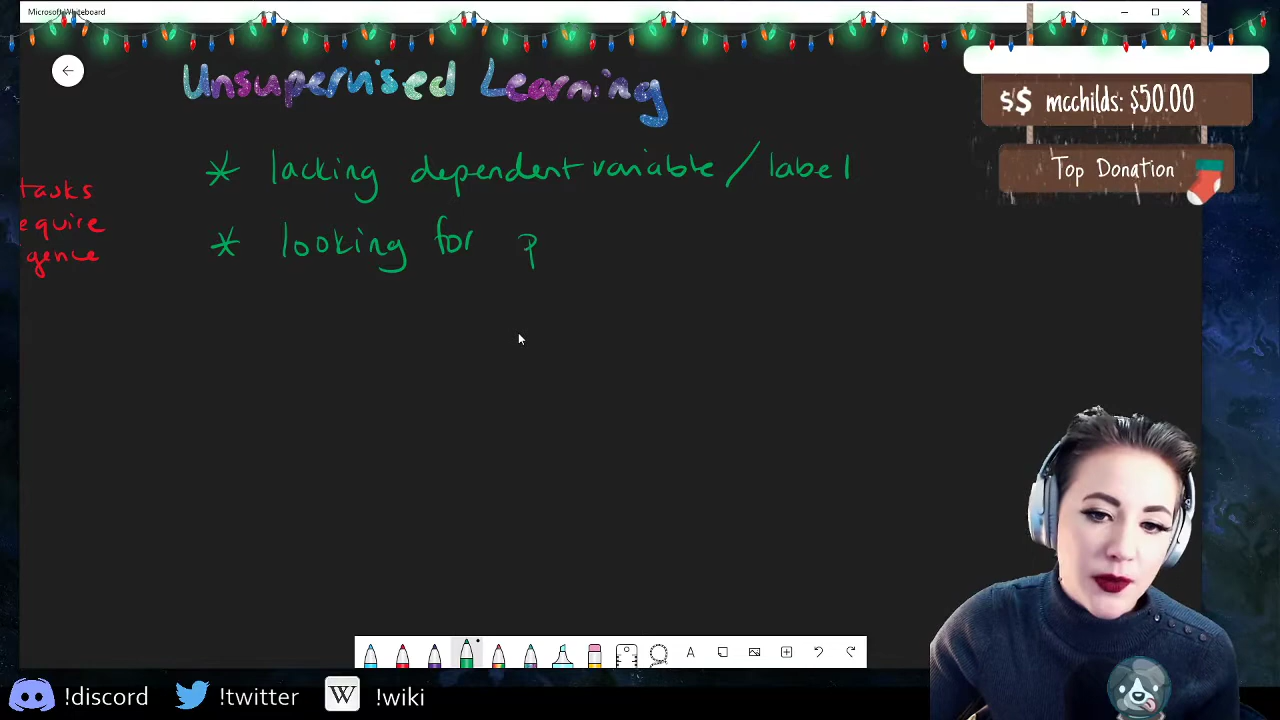 Microsoft Whiteboard
Unsupervised Learning
* lacking dependent variable / label
* looking for p
tasks
equire
gence
$$ mcchilds: $50.00
Top Donation
A
!discord
!twitter
W !wiki